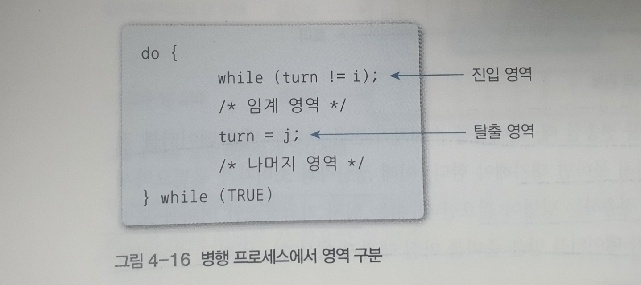 do {
while (turn != i);
진입 영역
/* 임계 영역 */
turn = j;
탈출 영역
/* 나머지 영역 */
} while (TRUE)
그림 4-16 병행 프로세스에서 영역 구분